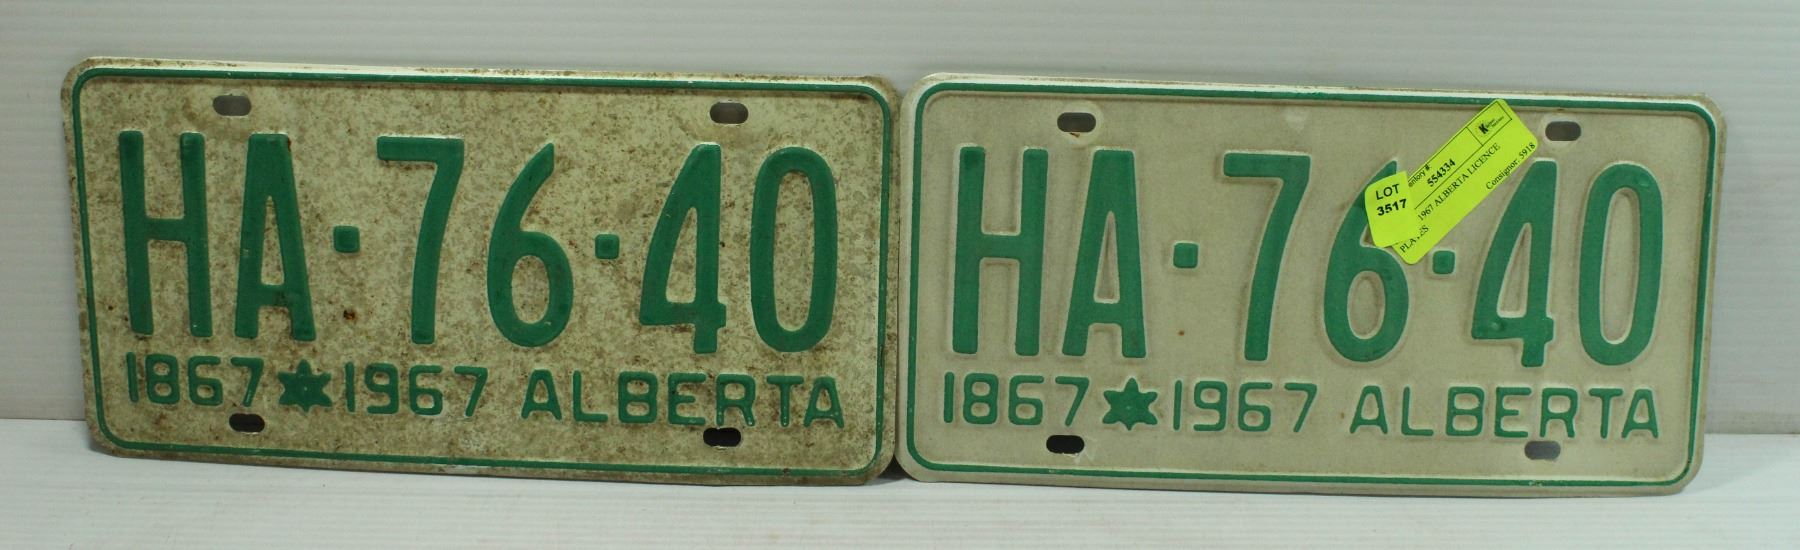 HA·76·40
1867 1967 ALBERTA
HA·76·40
1867 1967 ALBERTA
LOT
3517
554334
1967 ALBERTA LICENCE
Consignor: 5918